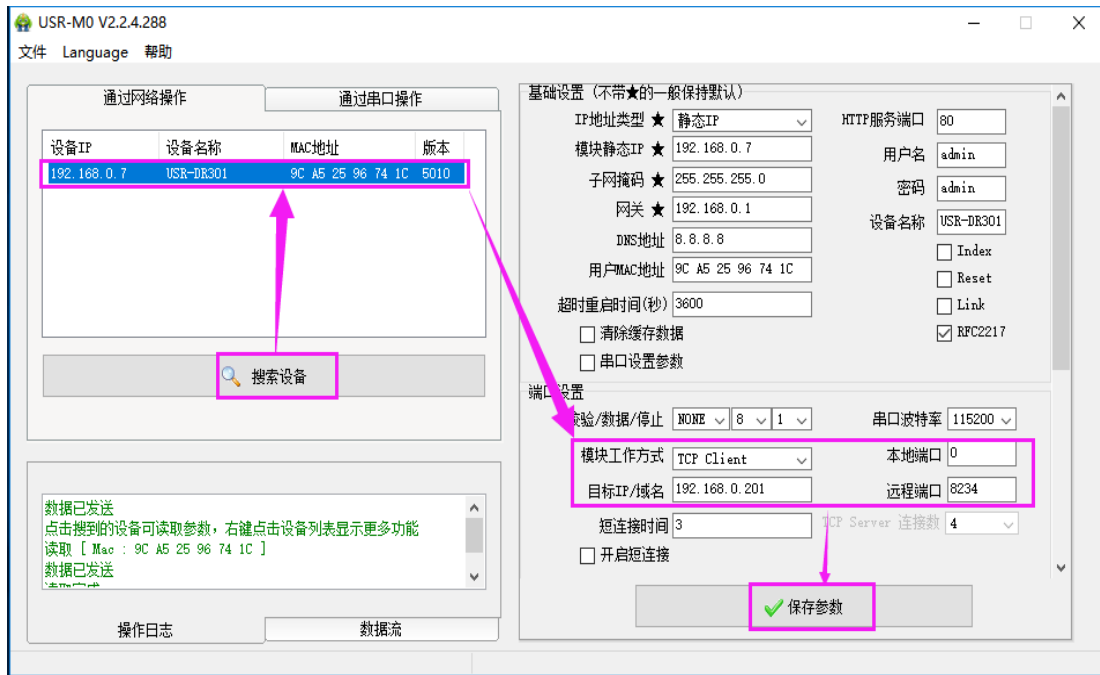 USR-M0 V2.2.4.288
文件 Language 帮助
通过网络操作 通过串口操作
设备IP 设备名称 MAC地址 版本
192.168.0.7 USR-DR301 9C A5 25 96 74 1C 5010
搜索设备
数据已发送
点击搜到的设备可读取参数，右键点击设备列表显示更多功能
读取 [ Mac : 9C A5 25 96 74 1C ]
数据已发送
操作日志 数据流
基础设置（不带★的一般保持默认）
IP地址类型 ★ 静态IP HTTP服务端口 80
模块静态IP ★ 192.168.0.7 用户名 admin
子网掩码 ★ 255.255.255.0 密码 admin
网关 ★ 192.168.0.1 设备名称 USR-DR301
DNS地址 8.8.8.8 Index
用户MAC地址 9C A5 25 96 74 1C Reset
超时重启时间(秒) 3600 Link
清除缓存数据 RFC2217
串口设置参数
端口设置
校验/数据/停止 NONE 8 1 串口波特率 115200
模块工作方式 TCP Client 本地端口 0
目标IP/域名 192.168.0.201 远程端口 8234
短连接时间 3 TCP Server 连接数 4
开启短连接
保存参数